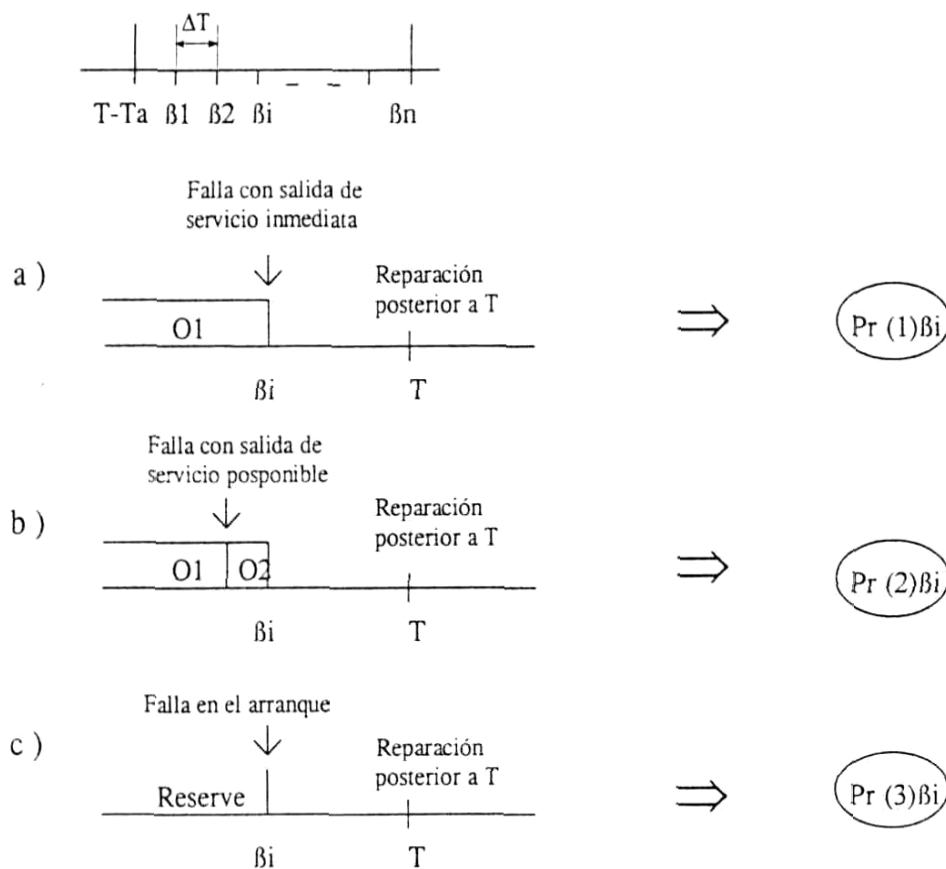 ΔT
T-Ta ß1 ß2 ßi ßn
Falla con salida de
servicio inmediata
a )
Reparación
posterior a T
O1
Pr (1)ßi
ßi T
Falla con salida de
servicio posponible
b )
Reparación
posterior a T
O1 O2
Pr (2)ßi
ßi T
Falla en el arranque
c )
Reparación
posterior a T
Reserve
Pr (3)ßi
ßi T